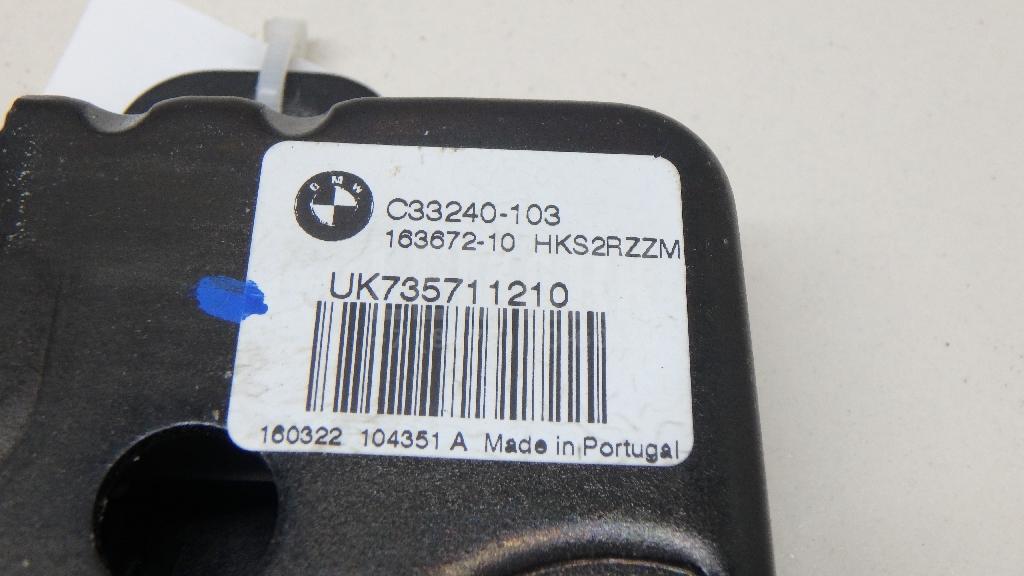 BMW
C33240-103
163672-10 HKS2RZZM
UK735711210
160322 104351 A Made in Portugal